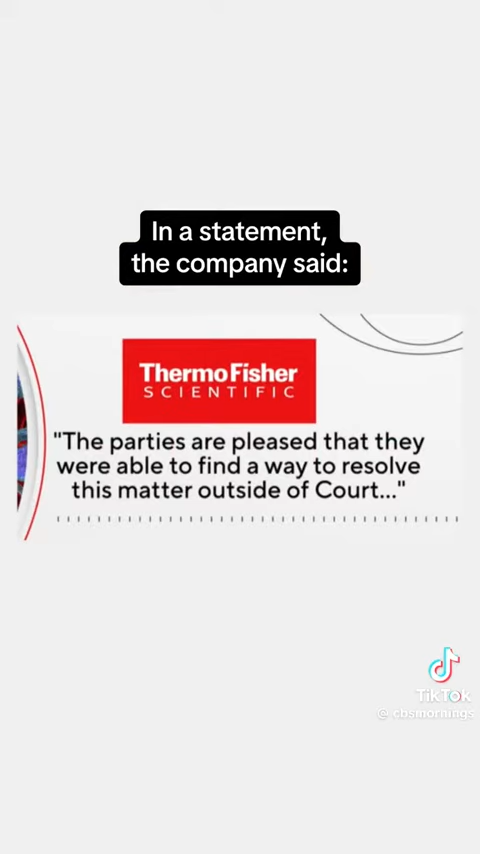 In a statement,
the company said:
ThermoFisher
SCIENTIFIC
"The parties are pleased that they
were able to find a way to resolve
this matter outside of Court..."
TikTok
@ cbsmornings